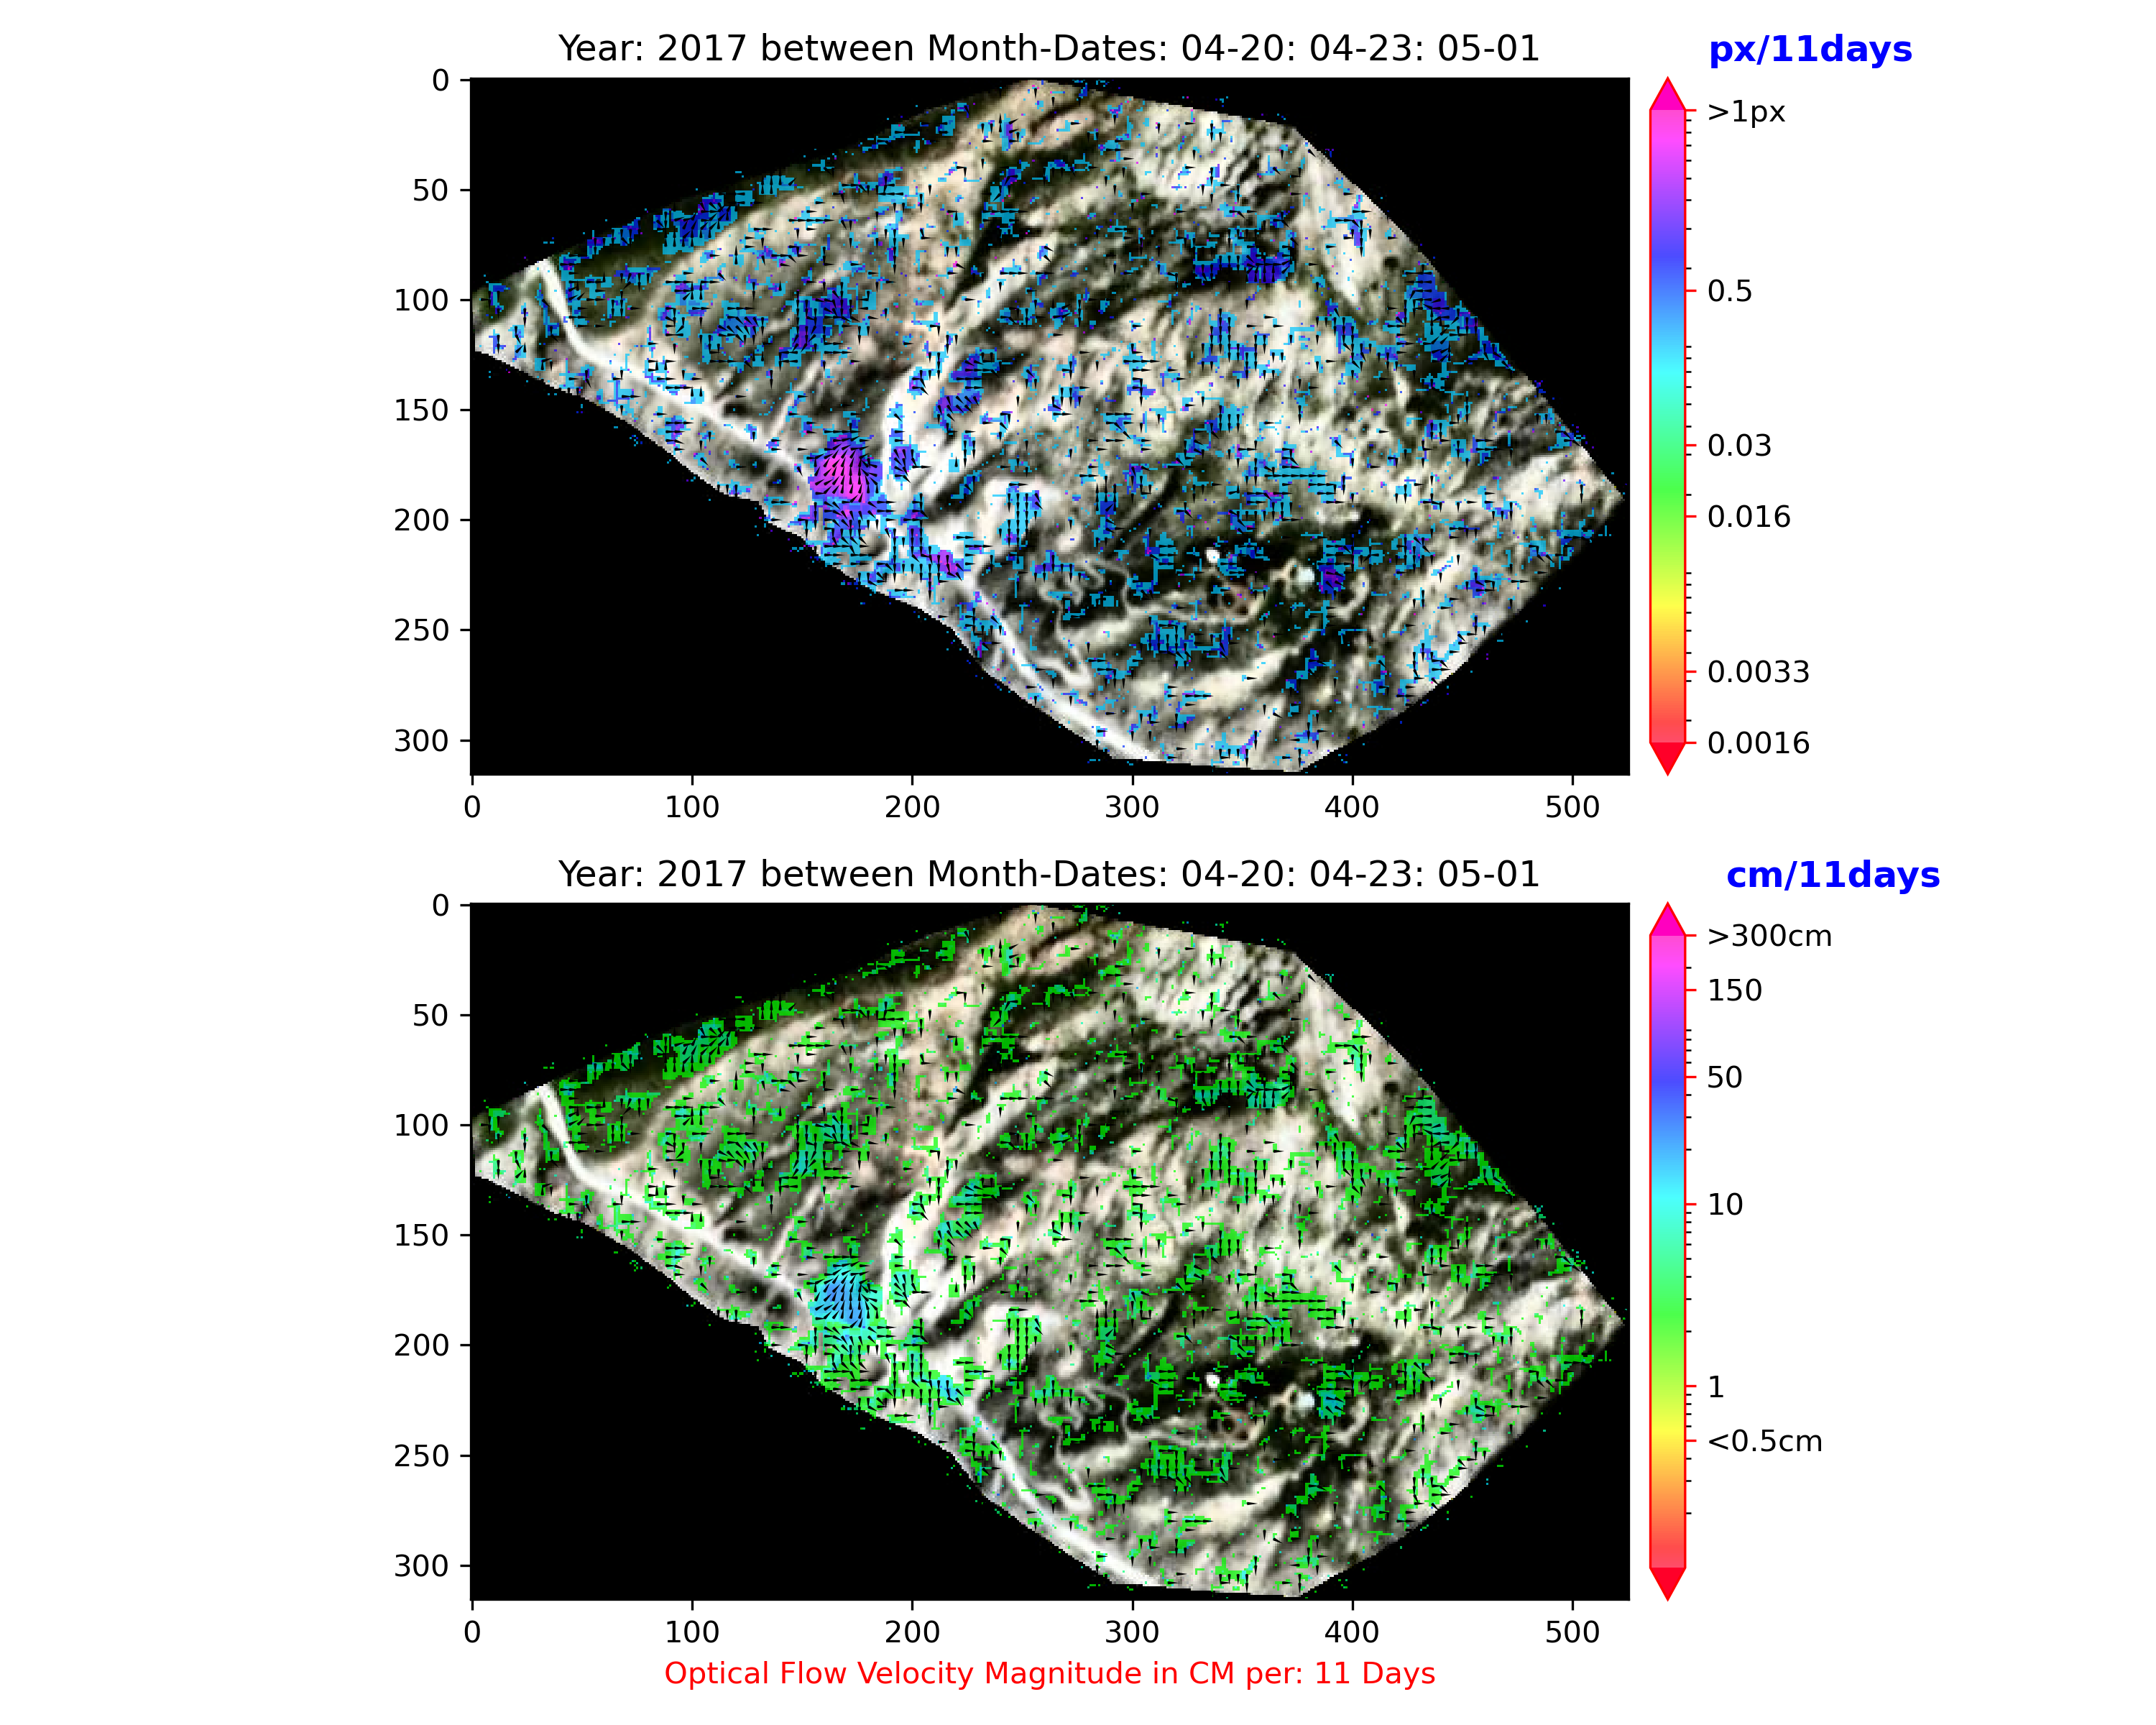 Year: 2017 between Month-Dates: 04-20: 04-23: 05-01
px/11days
0
50
100
150
200
250
300
0 100 200 300 400 500
>1px
0.5
0.03
0.016
0.0033
0.0016
Year: 2017 between Month-Dates: 04-20: 04-23: 05-01
cm/11days
0
50
100
150
200
250
300
0 100 200 300 400 500
>300cm
150
50
10
1
<0.5cm
Optical Flow Velocity Magnitude in CM per: 11 Days